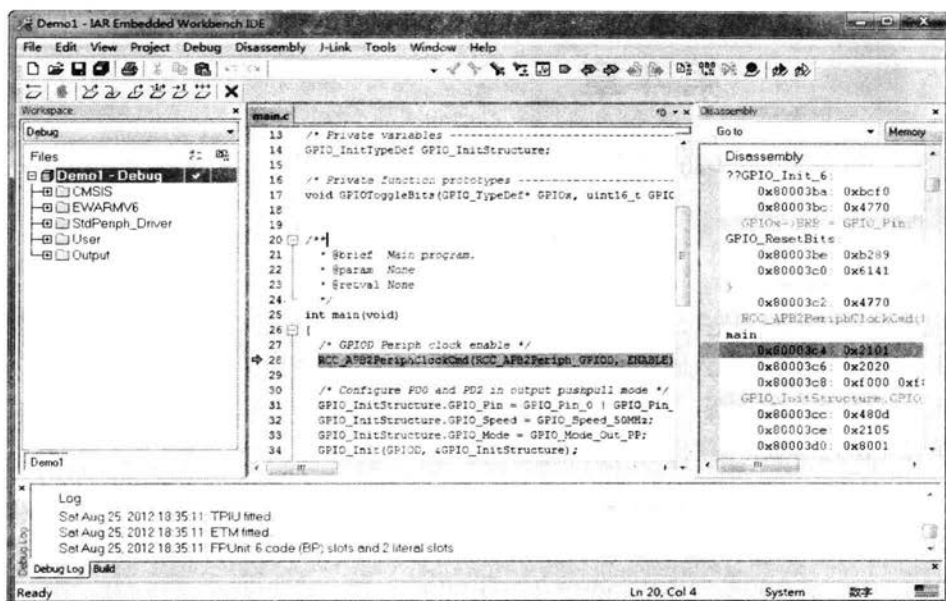 Demo1 - IAR Embedded Workbench IDE
File Edit View Project Debug Disassembly J-Link Tools Window Help
Workspace
Debug
Files
Demo1 - Debug
CMSIS
EWARMV6
StdPeriph_Driver
User
Output
Demo1
main.c
13 /* Private variables ---------------------------------
14 GPIO_InitTypeDef GPIO_InitStructure;
15
16 /* Private function prototypes -----------------------
17 void GPIOToggleBits(GPIO_TypeDef* GPIOx, uint16_t GPIO
18
19
20 /**
21 * @brief Main program.
22 * @param None
23 * @retval None
24 */
25 int main(void)
26 {
27 /* GPIOD Periph clock enable */
28 RCC_APB2PeriphClockCmd(RCC_APB2Periph_GPIOD, ENABLE)
29
30 /* Configure PD0 and PD2 in output pushpull mode */
31 GPIO_InitStructure.GPIO_Pin = GPIO_Pin_0 | GPIO_Pin_
32 GPIO_InitStructure.GPIO_Speed = GPIO_Speed_50MHz;
33 GPIO_InitStructure.GPIO_Mode = GPIO_Mode_Out_PP;
34 GPIO_Init(GPIOD, &GPIO_InitStructure);
Disassembly
Go to Memory
Disassembly
??GPIO_Init_6:
0x80003ba: 0xbcf0
0x80003bc: 0x4770
GPIOx->BRR = GPIO_Pin;
GPIO_ResetBits:
0x80003be: 0xb289
0x80003c0: 0x6141
}
0x80003c2: 0x4770
RCC_APB2PeriphClockCmd(
main:
0x80003c4: 0x2101
0x80003c6: 0x2020
0x80003c8: 0xf000 0xf
GPIO_InitStructure.GPIO
0x80003cc: 0x480d
0x80003ce: 0x2105
0x80003d0: 0x8001
Log
Sat Aug 25, 2012 18:35:11: TPIU fitted.
Sat Aug 25, 2012 18:35:11: ETM fitted.
Sat Aug 25, 2012 18:35:11: FPUnit: 6 code (BP) slots and 2 literal slots
Debug Log
Debug Log Build
Ready Ln 20, Col 4 System 数字